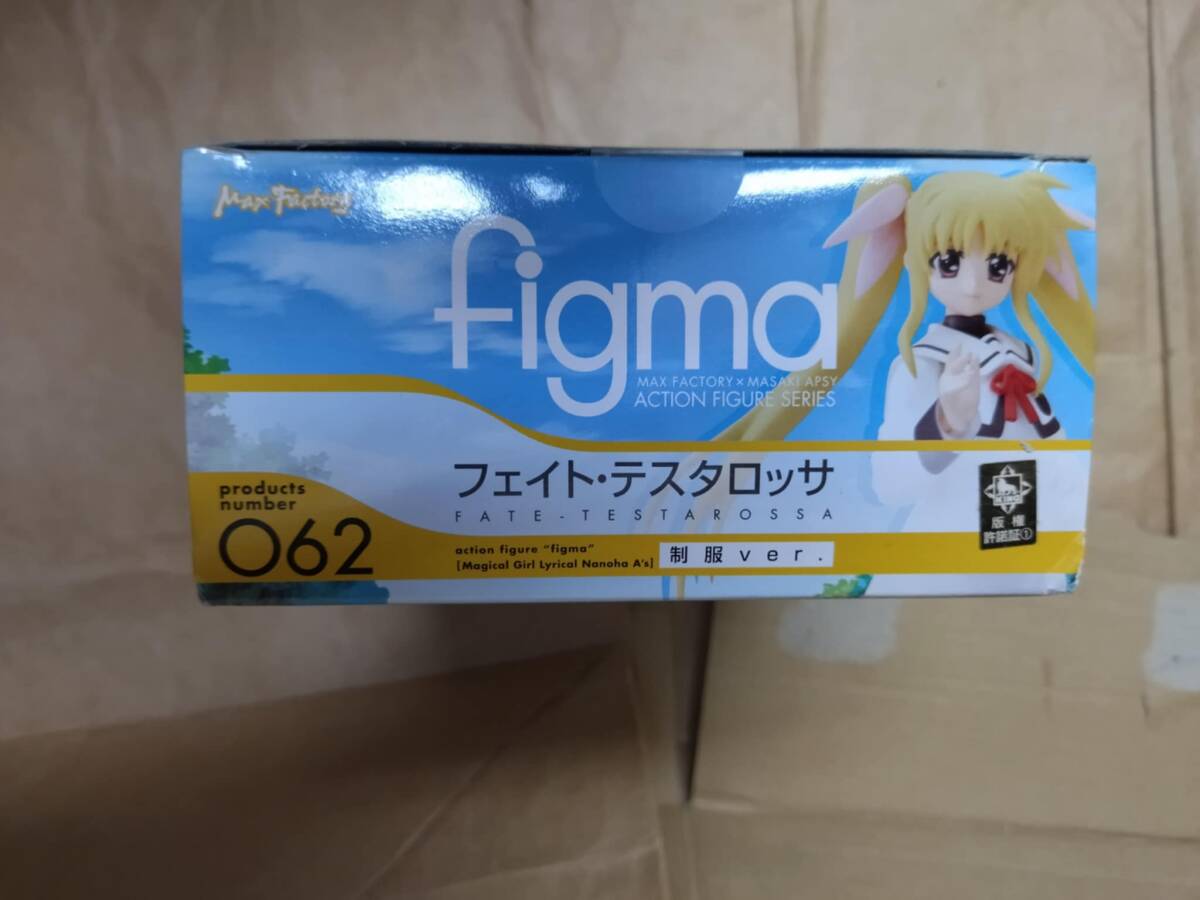 Max Factory
figma
MAX FACTORY×MASAKI APSY
ACTION FIGURE SERIES
フェイト・テスタロッサ
FATE-TESTAROSSA
products
number
062
action figure "figma"
[Magical Girl Lyrical Nanoha A's]
制服ver.
版権
許諾証①